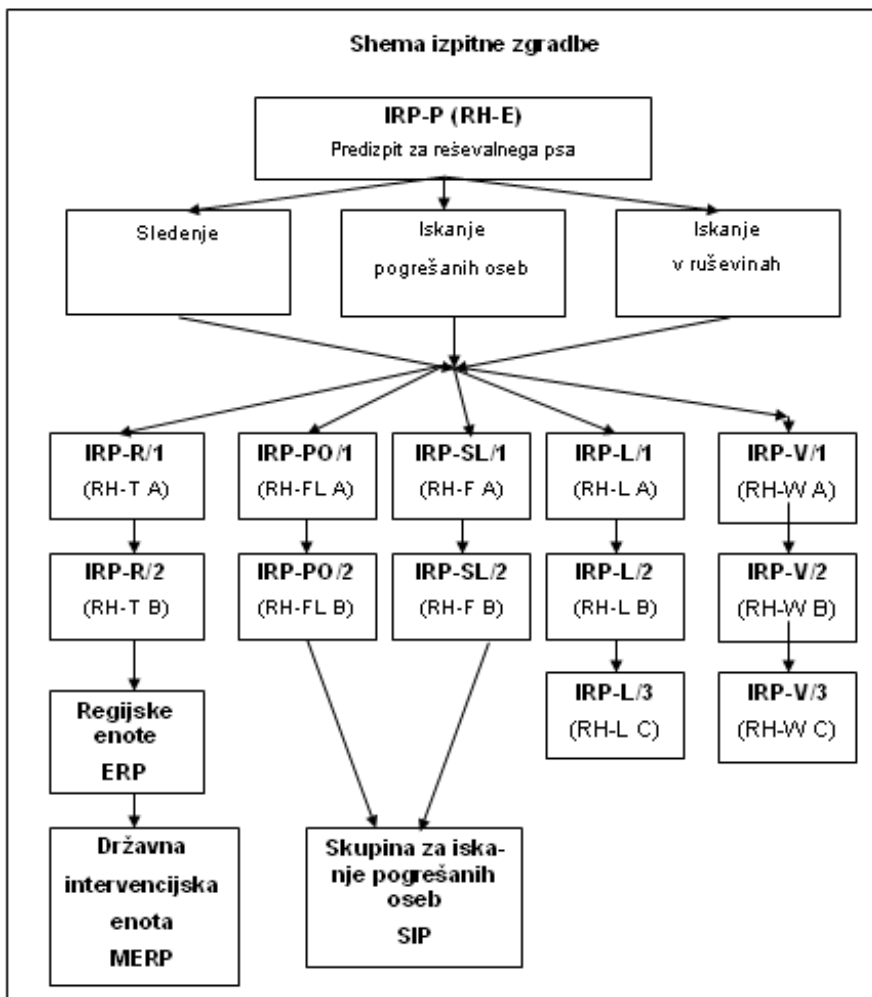 Shema izpitne zgradbe
IRP-P (RH-E)
Predizpit za reševalnega psa
Sledenje
Iskanje
pogrešanih oseb
Iskanje
v ruševinah
IRP-R/1
(RH-T A)
IRP-PO/1
(RH-FL A)
IRP-SL/1
(RH-F A)
IRP-L/1
(RH-L A)
IRP-V/1
(RH-W A)
IRP-R/2
(RH-T B)
IRP-PO/2
(RH-FL B)
IRP-SL/2
(RH-F B)
IRP-L/2
(RH-L B)
IRP-V/2
(RH-W B)
IRP-L/3
(RH-L C)
IRP-V/3
(RH-W C)
Regijske
enote
ERP
Državna
intervencijska
enota
MERP
Skupina za iska-
nje pogrešanih
oseb
SIP